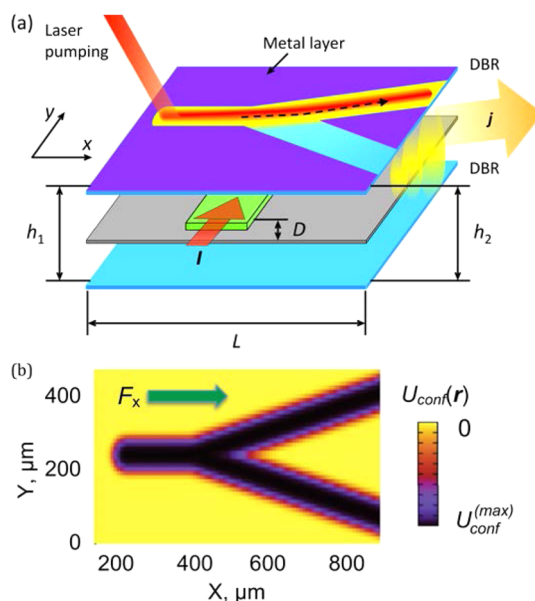 (a)
Laser
pumping
Metal layer
DBR
y
x
j
DBR
h1
D
h2
I
L
(b)
400
200
0
Y, μm
Fx
200 400 600 800
X, μm
Uconf(r)
0
Uconf(max)